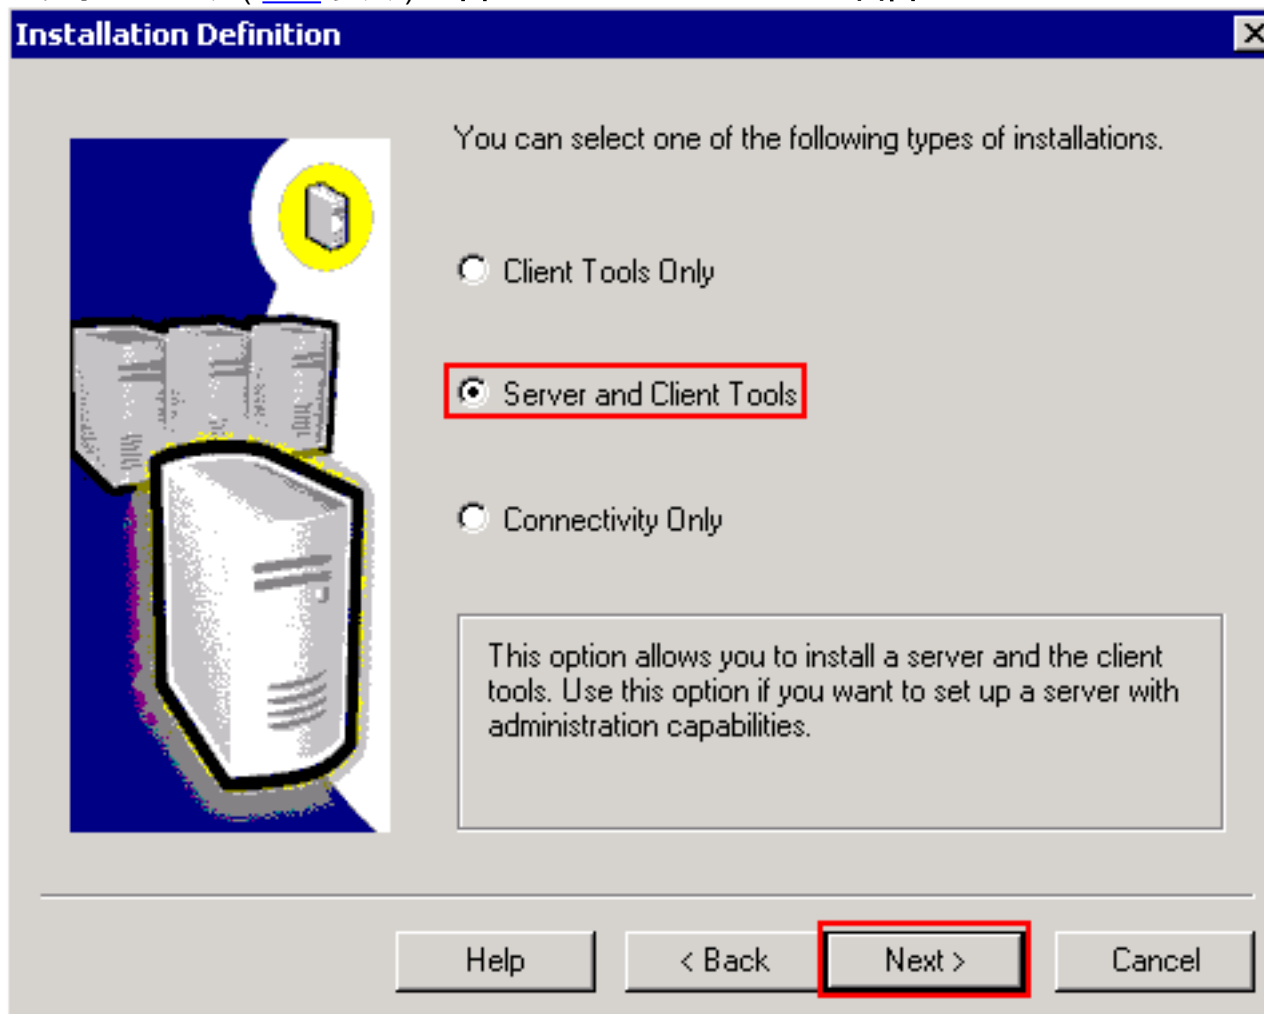 Installation Definition
You can select one of the following types of installations.
Client Tools Only
Server and Client Tools
Connectivity Only
This option allows you to install a server and the client
tools. Use this option if you want to set up a server with
administration capabilities.
Help
< Back
Next >
Cancel